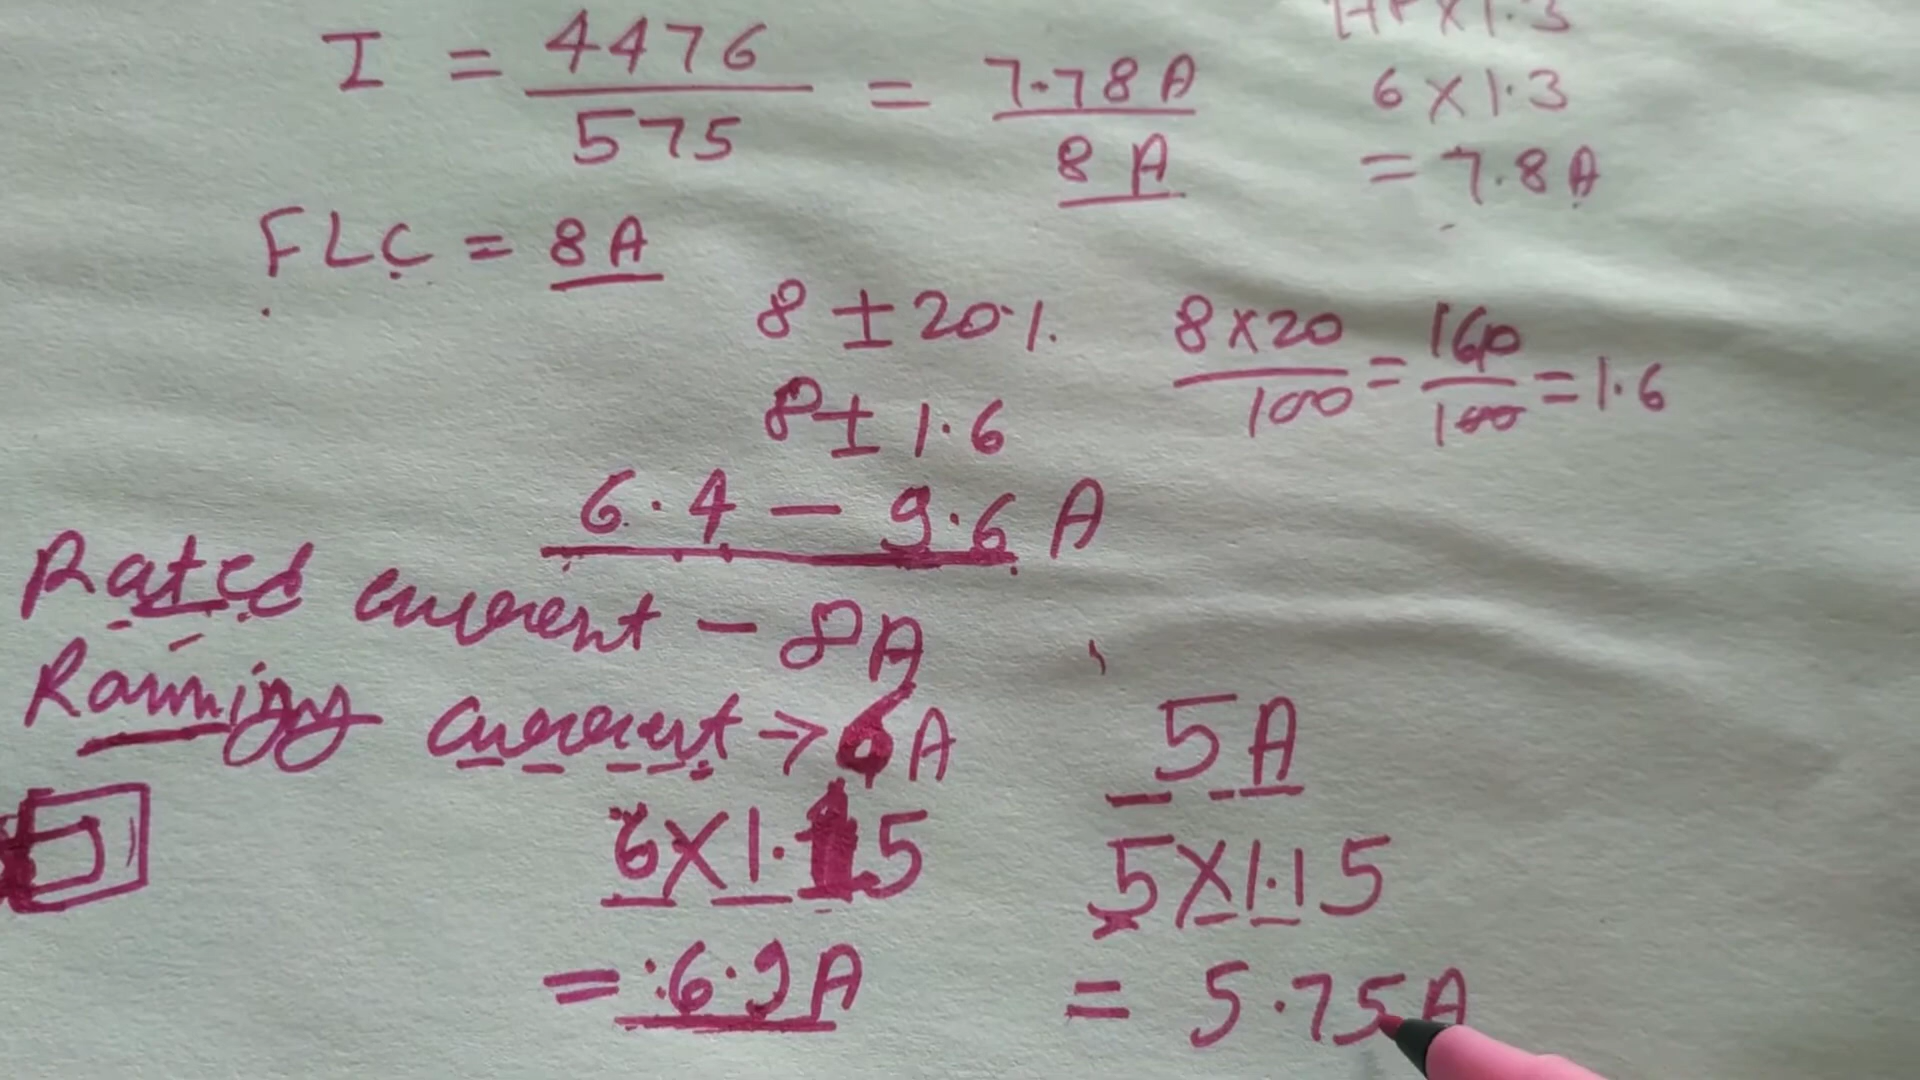 I = 4476 / 575 = 7.78A
8 A
HP X 1.3
6 X 1.3
= 7.8A
FLC = 8A
8 ± 20%
8 X 20 / 100 = 160 / 100 = 1.6
8 ± 1.6
6.4 — 9.6 A
Rated current — 8A
Running current → 6A
6 X 1.15
= 6.9A
5A
5 X 1.15
= 5.75A